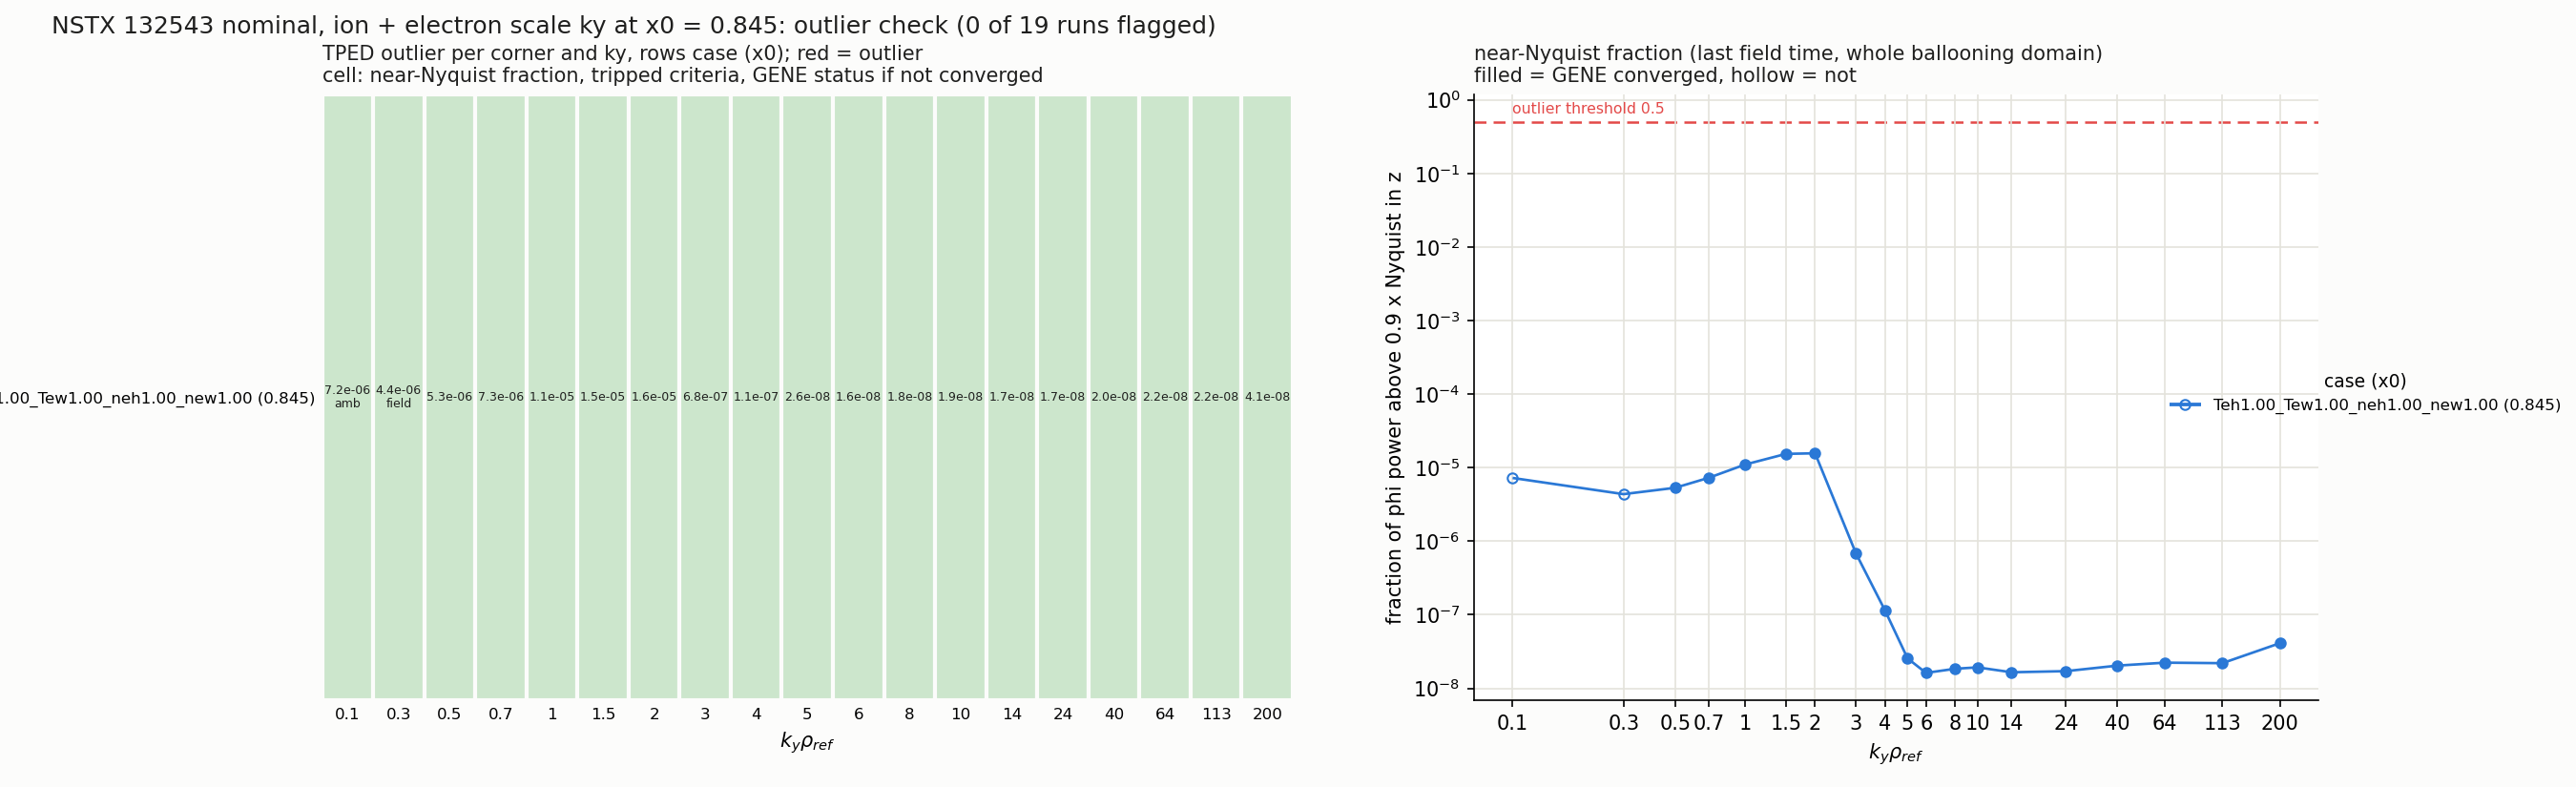 NSTX 132543 nominal, ion + electron scale ky at x0 = 0.845: outlier check (0 of 19 runs flagged)
TPED outlier per corner and ky, rows case (x0); red = outlier
cell: near-Nyquist fraction, tripped criteria, GENE status if not converged
1.00_Tew1.00_neh1.00_new1.00 (0.845)
7.2e-06 4.4e-06 5.3e-06 7.3e-06 1.1e-05 1.5e-05 1.6e-05 6.8e-07 1.1e-07 2.6e-08 1.6e-08 1.8e-08 1.9e-08 1.7e-08 1.7e-08 2.0e-08 2.2e-08 2.2e-08 4.1e-08
amb field
0.1 0.3 0.5 0.7 1 1.5 2 3 4 5 6 8 10 14 24 40 64 113 200
k_yρ_ref
near-Nyquist fraction (last field time, whole ballooning domain)
filled = GENE converged, hollow = not
fraction of phi power above 0.9 x Nyquist in z
10⁰
outlier threshold 0.5
10⁻¹
10⁻²
10⁻³
10⁻⁴
10⁻⁵
10⁻⁶
10⁻⁷
10⁻⁸
case (x0)
Teh1.00_Tew1.00_neh1.00_new1.00 (0.845)
0.1 0.3 0.5 0.7 1 1.5 2 3 4 5 6 8 10 14 24 40 64 113 200
k_yρ_ref